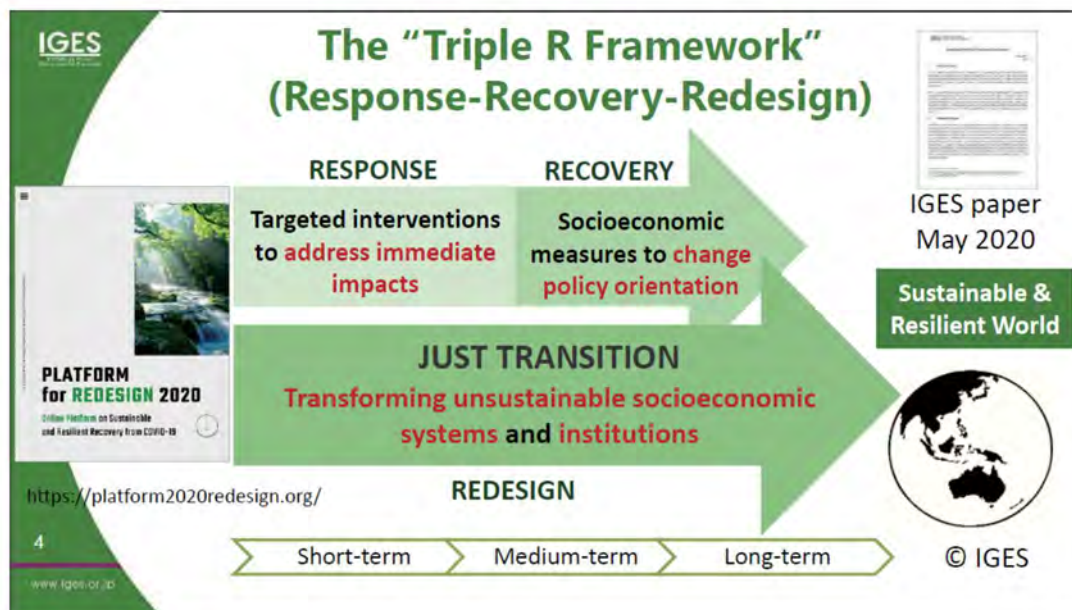 IGES
The “Triple R Framework”
(Response-Recovery-Redesign)
RESPONSE
RECOVERY
Targeted interventions
to address immediate
impacts
Socioeconomic
measures to change
policy orientation
IGES paper
May 2020
Sustainable &
Resilient World
JUST TRANSITION
Transforming unsustainable socioeconomic
systems and institutions
REDESIGN
PLATFORM
for REDESIGN 2020
Online Platform on Sustainable
and Resilient Recovery from COVID-19
https://platform2020redesign.org/
4
www.iges.or.jp
Short-term
Medium-term
Long-term
© IGES